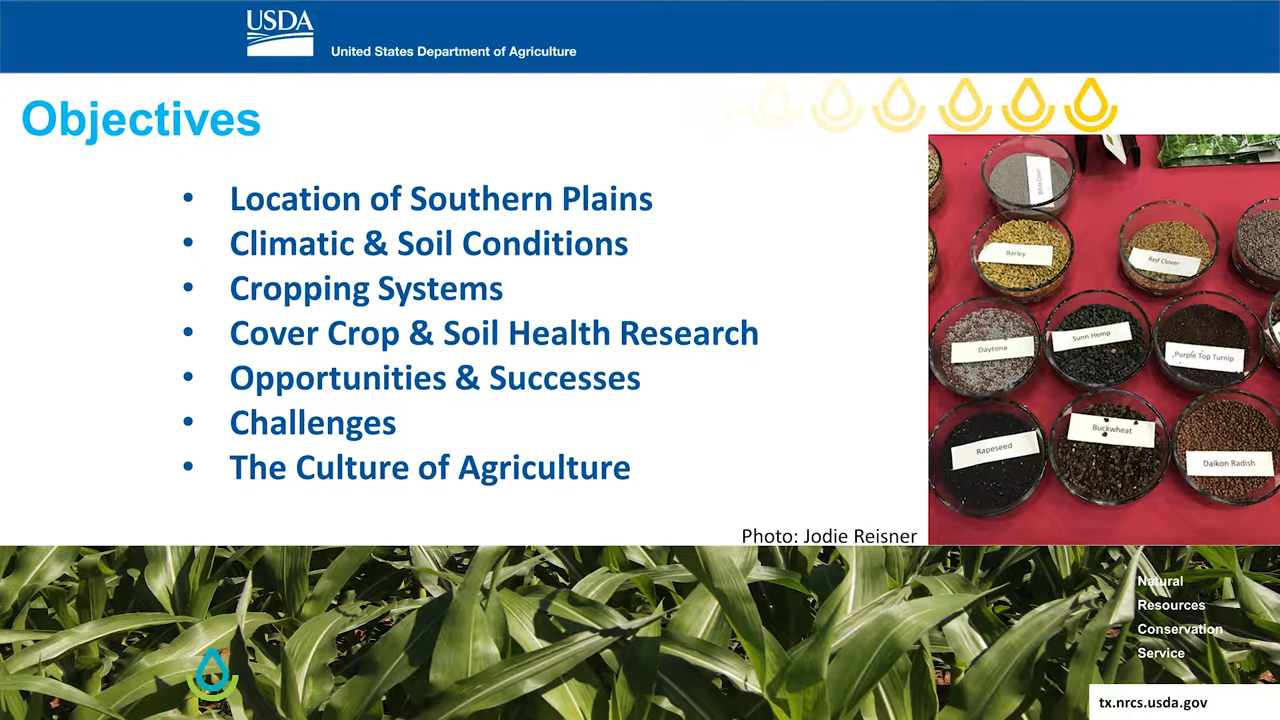 USDA
United States Department of Agriculture
Objectives
• Location of Southern Plains
• Climatic & Soil Conditions
• Cropping Systems
• Cover Crop & Soil Health Research
• Opportunities & Successes
• Challenges
• The Culture of Agriculture
White Clover
Barley
Red Clover
Daytona
Sunn Hemp
Purple Top Turnip
Rapeseed
Buckwheat
Daikon Radish
Photo: Jodie Reisner
Natural
Resources
Conservation
Service
tx.nrcs.usda.gov